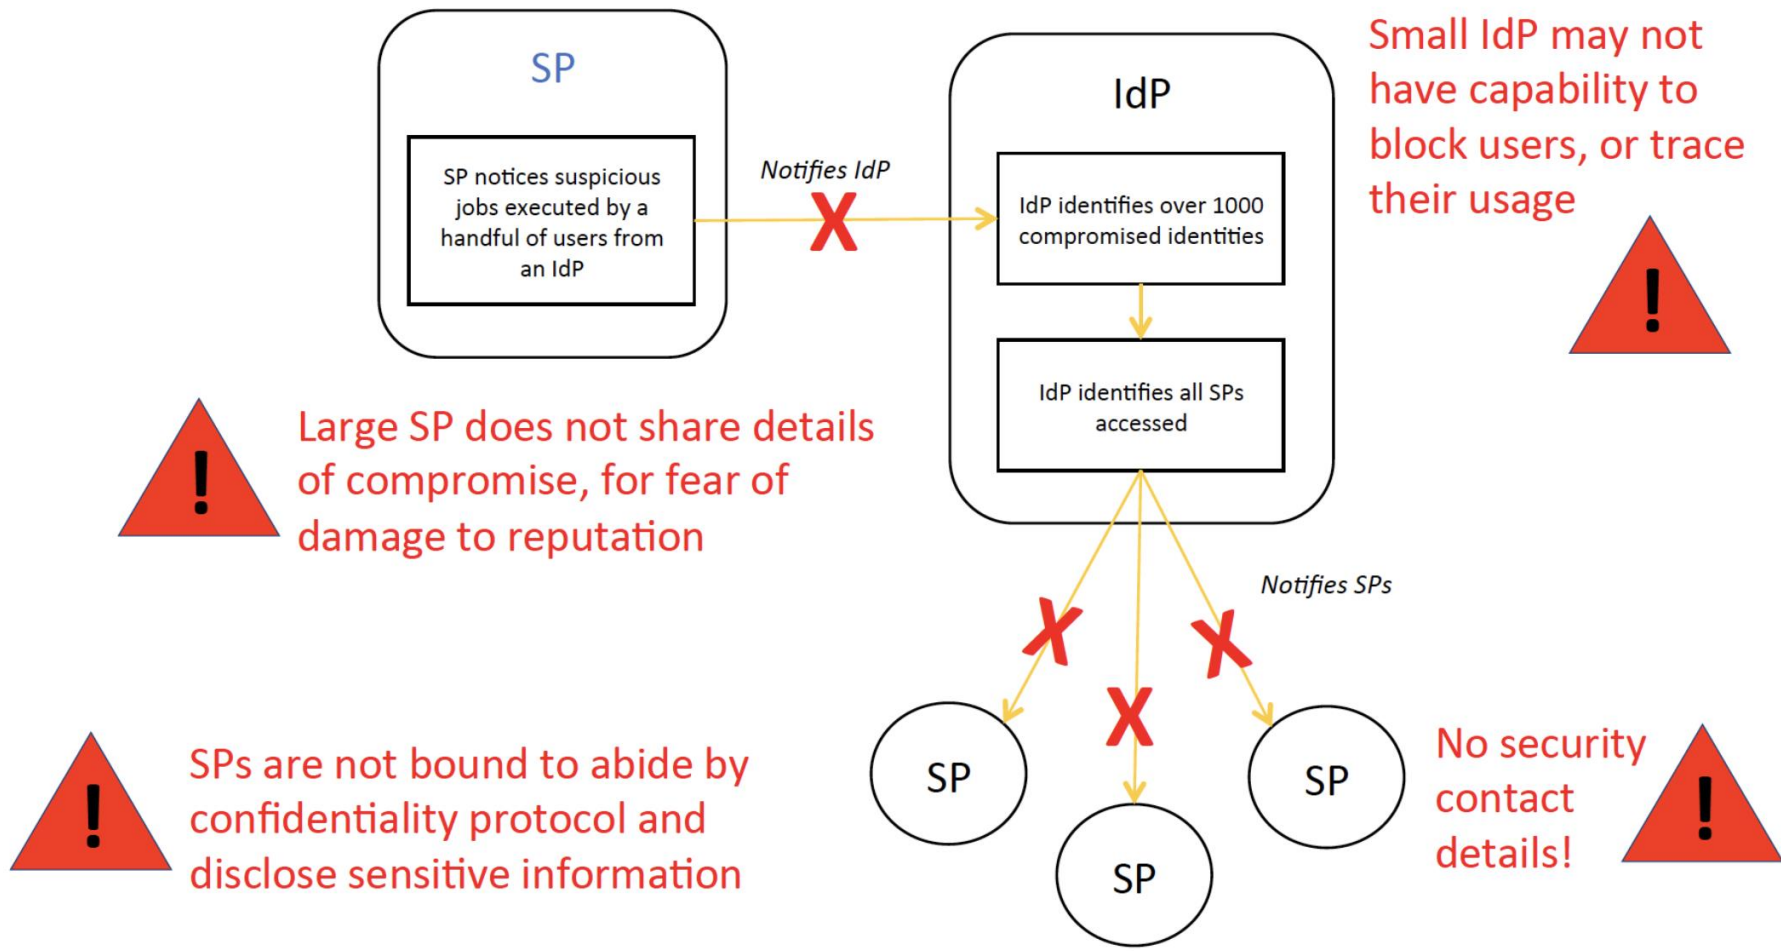 SP
SP notices suspicious
jobs executed by a
handful of users from
an IdP
Notifies IdP
X
IdP
IdP identifies over 1000
compromised identities
IdP identifies all SPs
accessed
Small IdP may not
have capability to
block users, or trace
their usage
!
!
Large SP does not share details
of compromise, for fear of
damage to reputation
Notifies SPs
X
X
X
SP
SP
SP
!
SPs are not bound to abide by
confidentiality protocol and
disclose sensitive information
No security
contact
details!
!